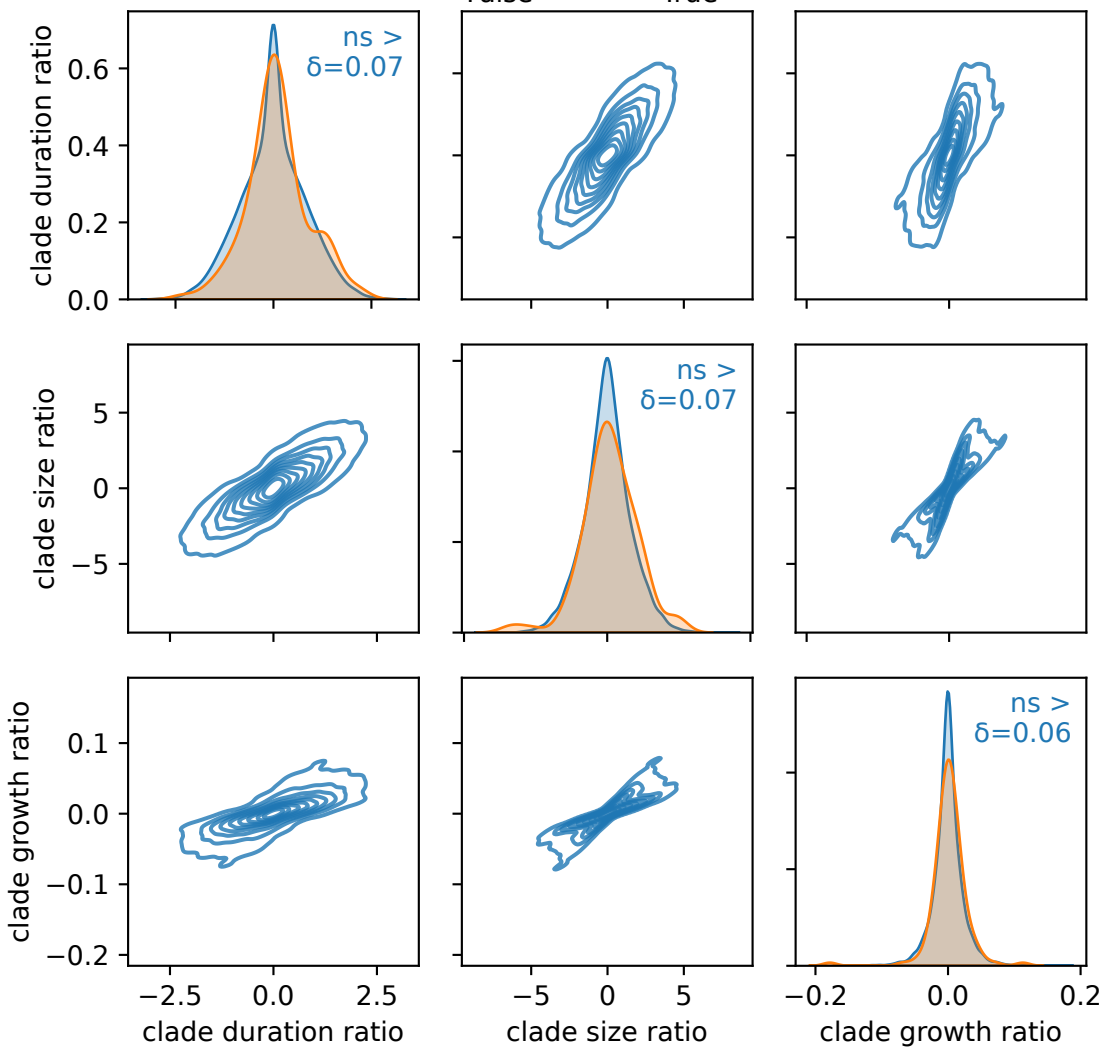 True
clade duration ratio
0.6
0.4
0.2
0.0
ns >
δ=0.07
clade size ratio
5
0
−5
ns >
δ=0.07
clade growth ratio
0.1
0.0
−0.1
−0.2
ns >
δ=0.06
−2.5 0.0 2.5
−5 0 5
−0.2 0.0 0.2
clade duration ratio
clade size ratio
clade growth ratio